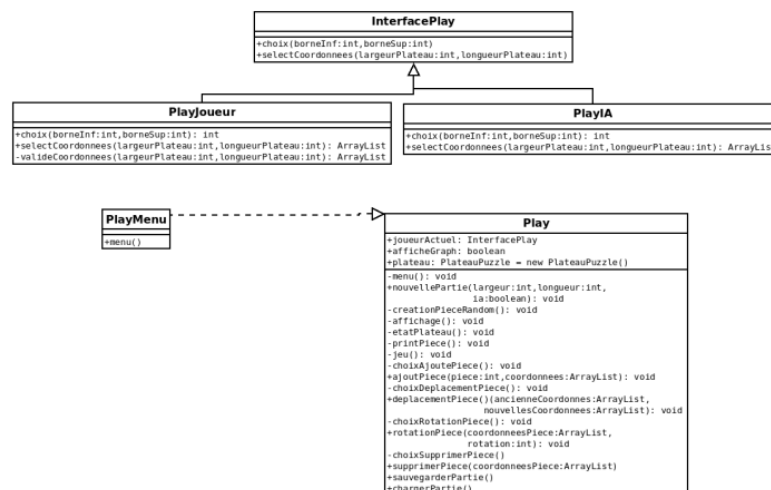 InterfacePlay
+choix(borneInf:int,borneSup:int)
+selectCoordonnees(largeurPlateau:int,longueurPlateau:int)
PlayJoueur
+choix(borneInf:int,borneSup:int): int
+selectCoordonnees(largeurPlateau:int,longueurPlateau:int): ArrayList
-valideCoordonnees(largeurPlateau:int,longueurPlateau:int): ArrayList
PlayIA
+choix(borneInf:int,borneSup:int): int
+selectCoordonnees(largeurPlateau:int,longueurPlateau:int): ArrayLis
PlayMenu
+menu()
Play
+joueurActuel: InterfacePlay
+afficheGraph: boolean
+plateau: PlateauPuzzle = new PlateauPuzzle()
-menu(): void
+nouvellePartie(largeur:int,longueur:int,
ia:boolean): void
-creationPieceRandom(): void
-affichage(): void
-etatPlateau(): void
-printPiece(): void
-jeu(): void
-choixAjoutePiece(): void
+ajoutPiece(piece:int,coordonnees:ArrayList): void
-choixDeplacementPiece(): void
+deplacementPiece()(ancienneCoordonnes:ArrayList,
nouvellesCoordonnees:ArrayList): void
-choixRotationPiece(): void
+rotationPiece(coordonneesPiece:ArrayList,
rotation:int): void
-choixSupprimerPiece()
+supprimerPiece(coordonneesPiece:ArrayList)
+sauvegarderPartie()
+chargerPartie()